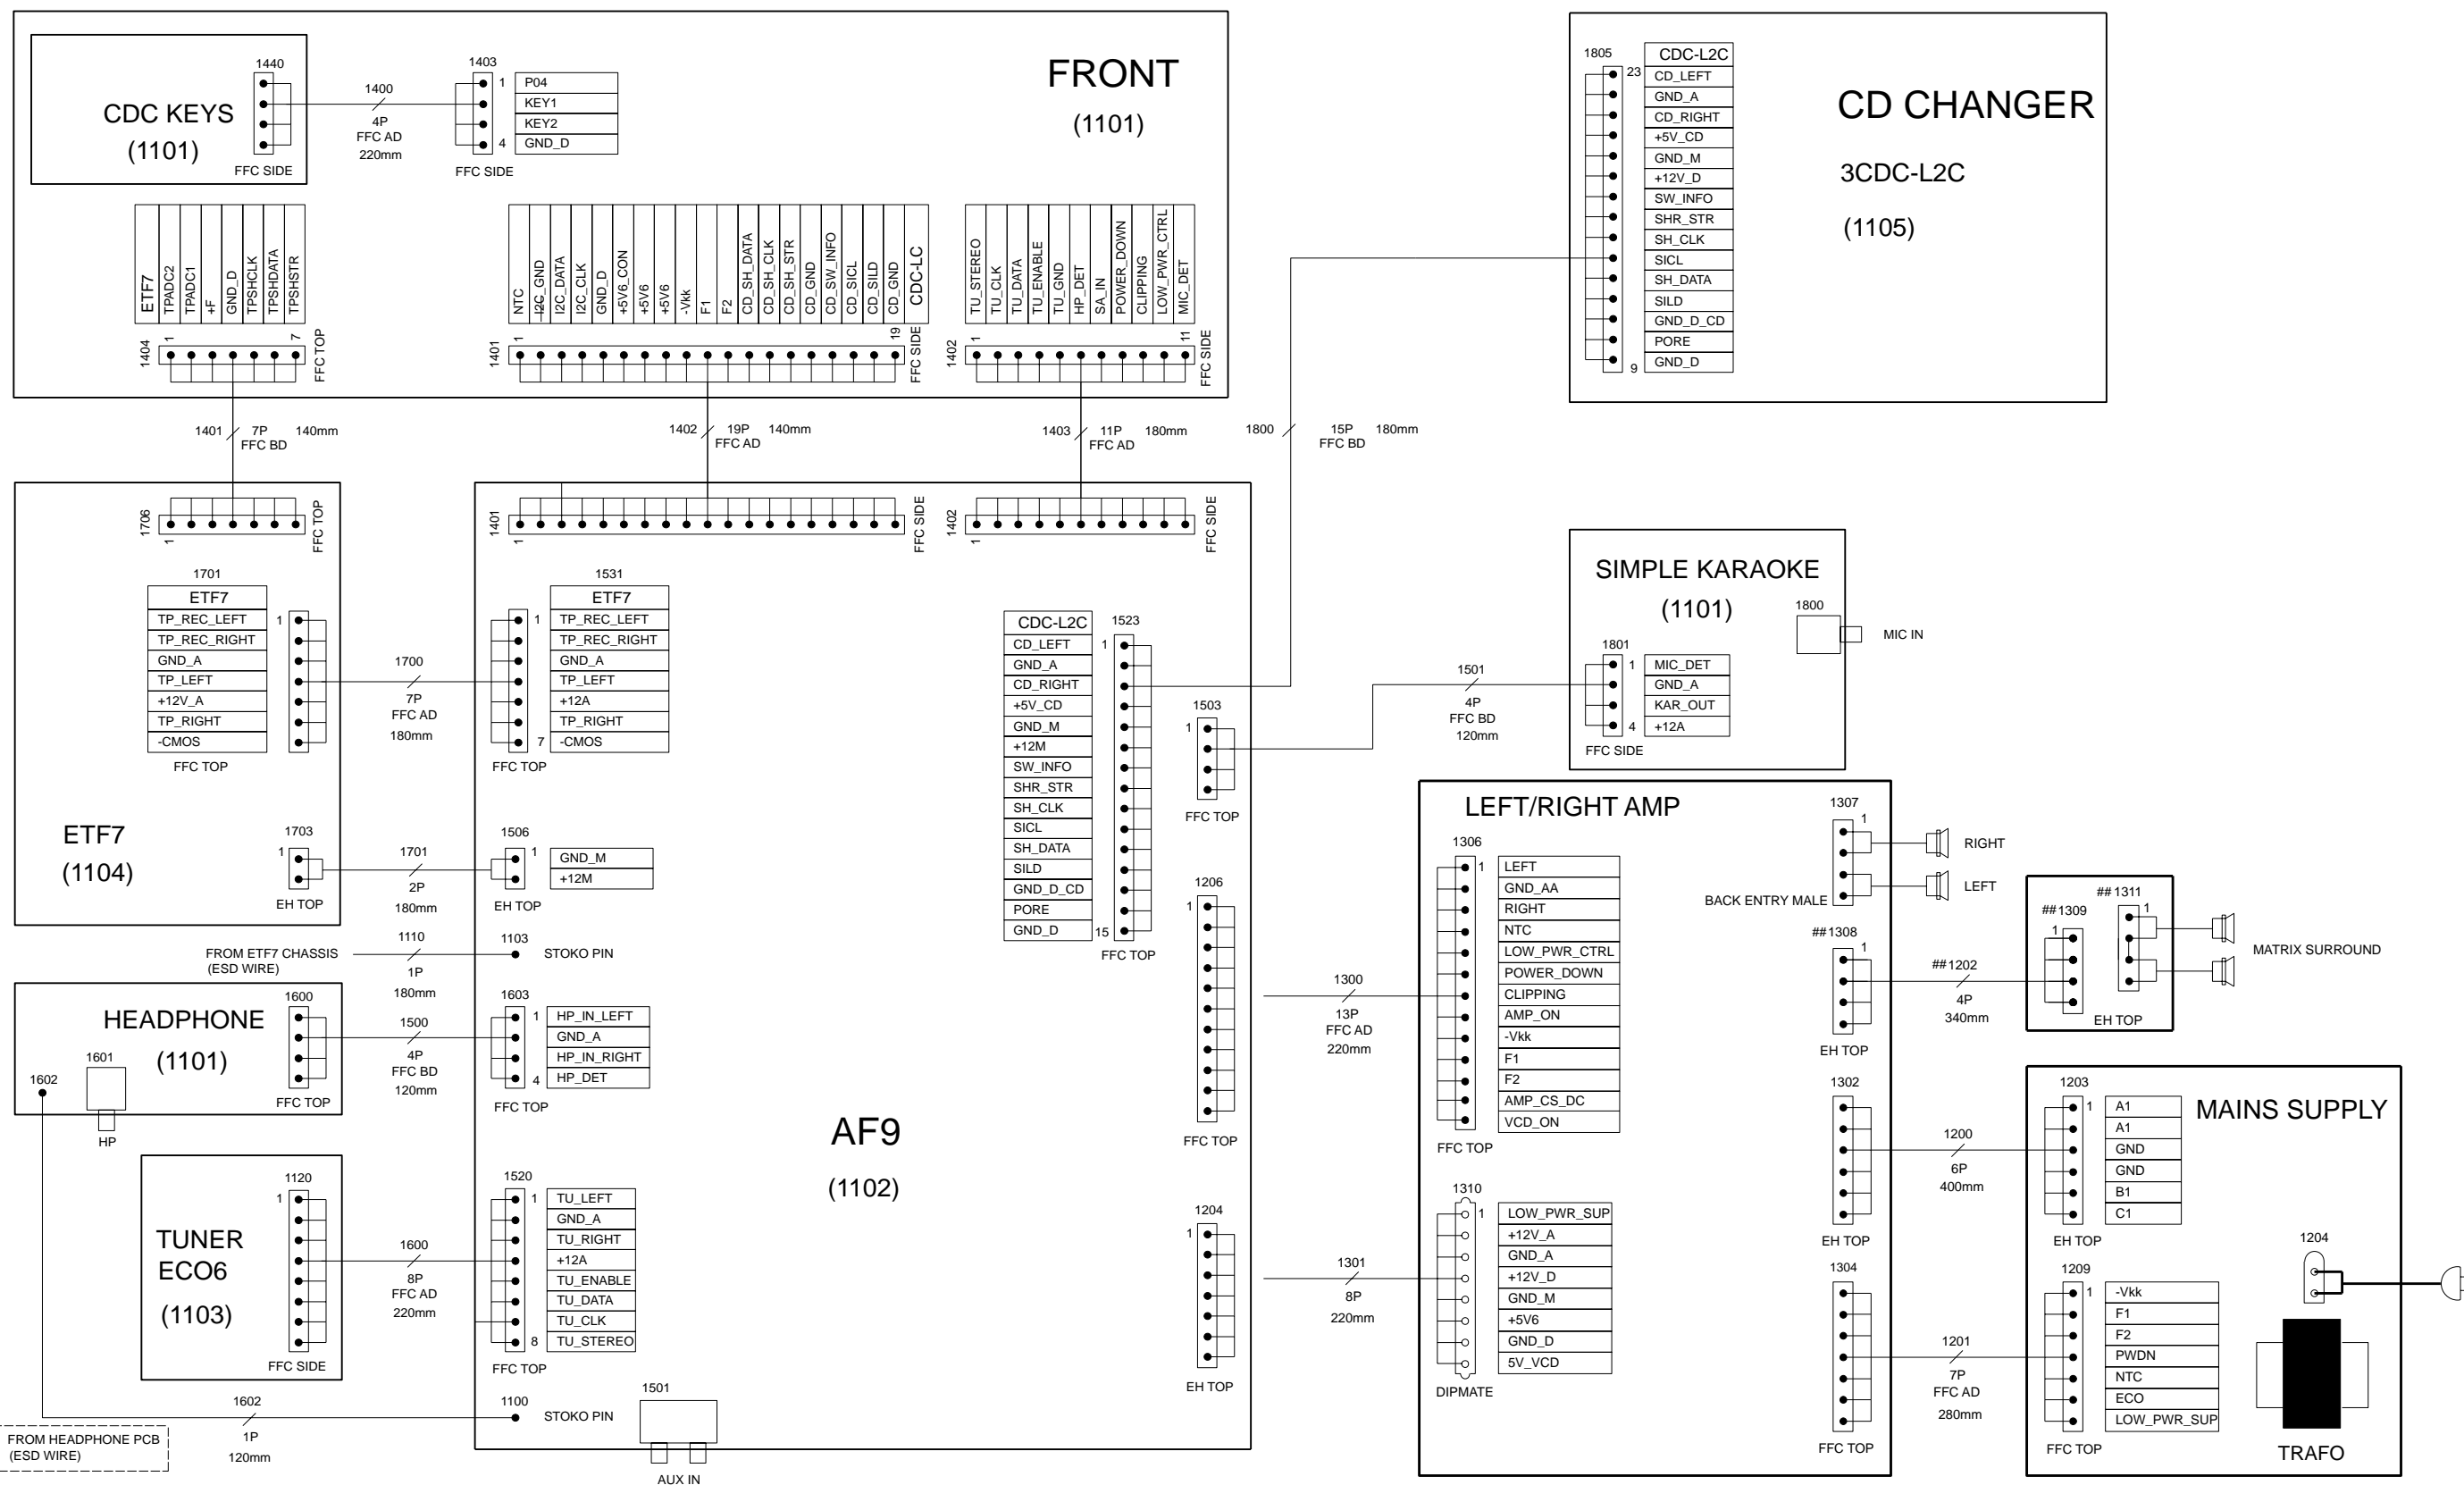 FRONT
(1101)
CDC KEYS
(1101)
1440
FFC SIDE
1400
4P
FFC AD
220mm
1403
1
4
P04
KEY1
KEY2
GND_D
FFC SIDE
ETF7
TPADC2
TPADC1
+F
GND_D
TPSHCLK
TPSHDATA
TPSHSTR
1404
1
7
FFC TOP
NTC
I2C_GND
I2C_DATA
I2C_CLK
GND_D
+5V6_CON
+5V6
+5V6
-Vkk
F1
F2
CD_SH_DATA
CD_SH_CLK
CD_SH_STR
CD_GND
CD_SW_INFO
CD_SICL
CD_SILD
CD_GND
CDC-LC
1401
1
19
FFC SIDE
TU_STEREO
TU_CLK
TU_DATA
TU_ENABLE
TU_GND
HP_DET
SA_IN
POWER_DOWN
CLIPPING
LOW_PWR_CTRL
MIC_DET
1402
1
11
FFC SIDE
1805
23
9
CDC-L2C
CD_LEFT
GND_A
CD_RIGHT
+5V_CD
GND_M
+12V_D
SW_INFO
SHR_STR
SH_CLK
SICL
SH_DATA
SILD
GND_D_CD
PORE
GND_D
CD CHANGER
3CDC-L2C
(1105)
1401 7P 140mm
FFC BD
1402 19P 140mm
FFC AD
1403 11P 180mm
FFC AD
1800 15P 180mm
FFC BD
1706
1
FFC TOP
1701
ETF7
TP_REC_LEFT
TP_REC_RIGHT
GND_A
TP_LEFT
+12V_A
TP_RIGHT
-CMOS
1
FFC TOP
ETF7
(1104)
1703
1
EH TOP
1700
7P
FFC AD
180mm
1701
2P
180mm
1401
1
FFC SIDE
1402
1
FFC SIDE
1531
ETF7
1
7
TP_REC_LEFT
TP_REC_RIGHT
GND_A
TP_LEFT
+12A
TP_RIGHT
-CMOS
FFC TOP
1506
1
GND_M
+12M
EH TOP
FROM ETF7 CHASSIS
(ESD WIRE)
1110
1P
180mm
1103
STOKO PIN
HEADPHONE
(1101)
1600
FFC TOP
1601
HP
1602
1500
4P
FFC BD
120mm
1603
1
4
HP_IN_LEFT
GND_A
HP_IN_RIGHT
HP_DET
FFC TOP
TUNER
ECO6
(1103)
1120
1
FFC SIDE
1600
8P
FFC AD
220mm
1520
1
8
TU_LEFT
GND_A
TU_RIGHT
+12A
TU_ENABLE
TU_DATA
TU_CLK
TU_STEREO
FFC TOP
1602
1P
120mm
1100
STOKO PIN
FROM HEADPHONE PCB
(ESD WIRE)
1501
AUX IN
AF9
(1102)
CDC-L2C
1523
1
15
CD_LEFT
GND_A
CD_RIGHT
+5V_CD
GND_M
+12M
SW_INFO
SHR_STR
SH_CLK
SICL
SH_DATA
SILD
GND_D_CD
PORE
GND_D
FFC TOP
1503
1
FFC TOP
1206
1
FFC TOP
1204
1
EH TOP
1501
4P
FFC BD
120mm
SIMPLE KARAOKE
(1101)
1800
MIC IN
1801
1
4
MIC_DET
GND_A
KAR_OUT
+12A
FFC SIDE
1300
13P
FFC AD
220mm
1301
8P
220mm
LEFT/RIGHT AMP
1306
1
LEFT
GND_AA
RIGHT
NTC
LOW_PWR_CTRL
POWER_DOWN
CLIPPING
AMP_ON
-Vkk
F1
F2
AMP_CS_DC
VCD_ON
FFC TOP
1310
1
LOW_PWR_SUP
+12V_A
GND_A
+12V_D
GND_M
+5V6
GND_D
5V_VCD
DIPMATE
1307
1
BACK ENTRY MALE
RIGHT
LEFT
##1308
1
EH TOP
##1202
4P
340mm
##1309
1
## 1311
1
EH TOP
MATRIX SURROUND
1302
EH TOP
1304
FFC TOP
1200
6P
400mm
1201
7P
FFC AD
280mm
MAINS SUPPLY
1203
1
A1
A1
GND
GND
B1
C1
EH TOP
1209
1
-Vkk
F1
F2
PWDN
NTC
ECO
LOW_PWR_SUP
FFC TOP
1204
TRAFO